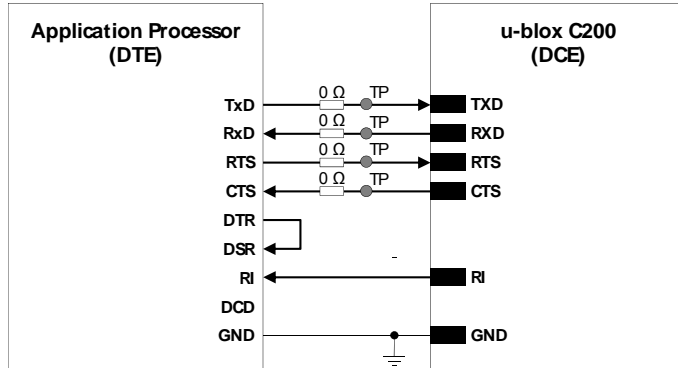 Application Processor
(DTE)
u-blox C200
(DCE)
TxD 0 Ω TP TXD
RxD 0 Ω TP RXD
RTS 0 Ω TP RTS
CTS 0 Ω TP CTS
DTR
DSR
RI RI
DCD
GND GND